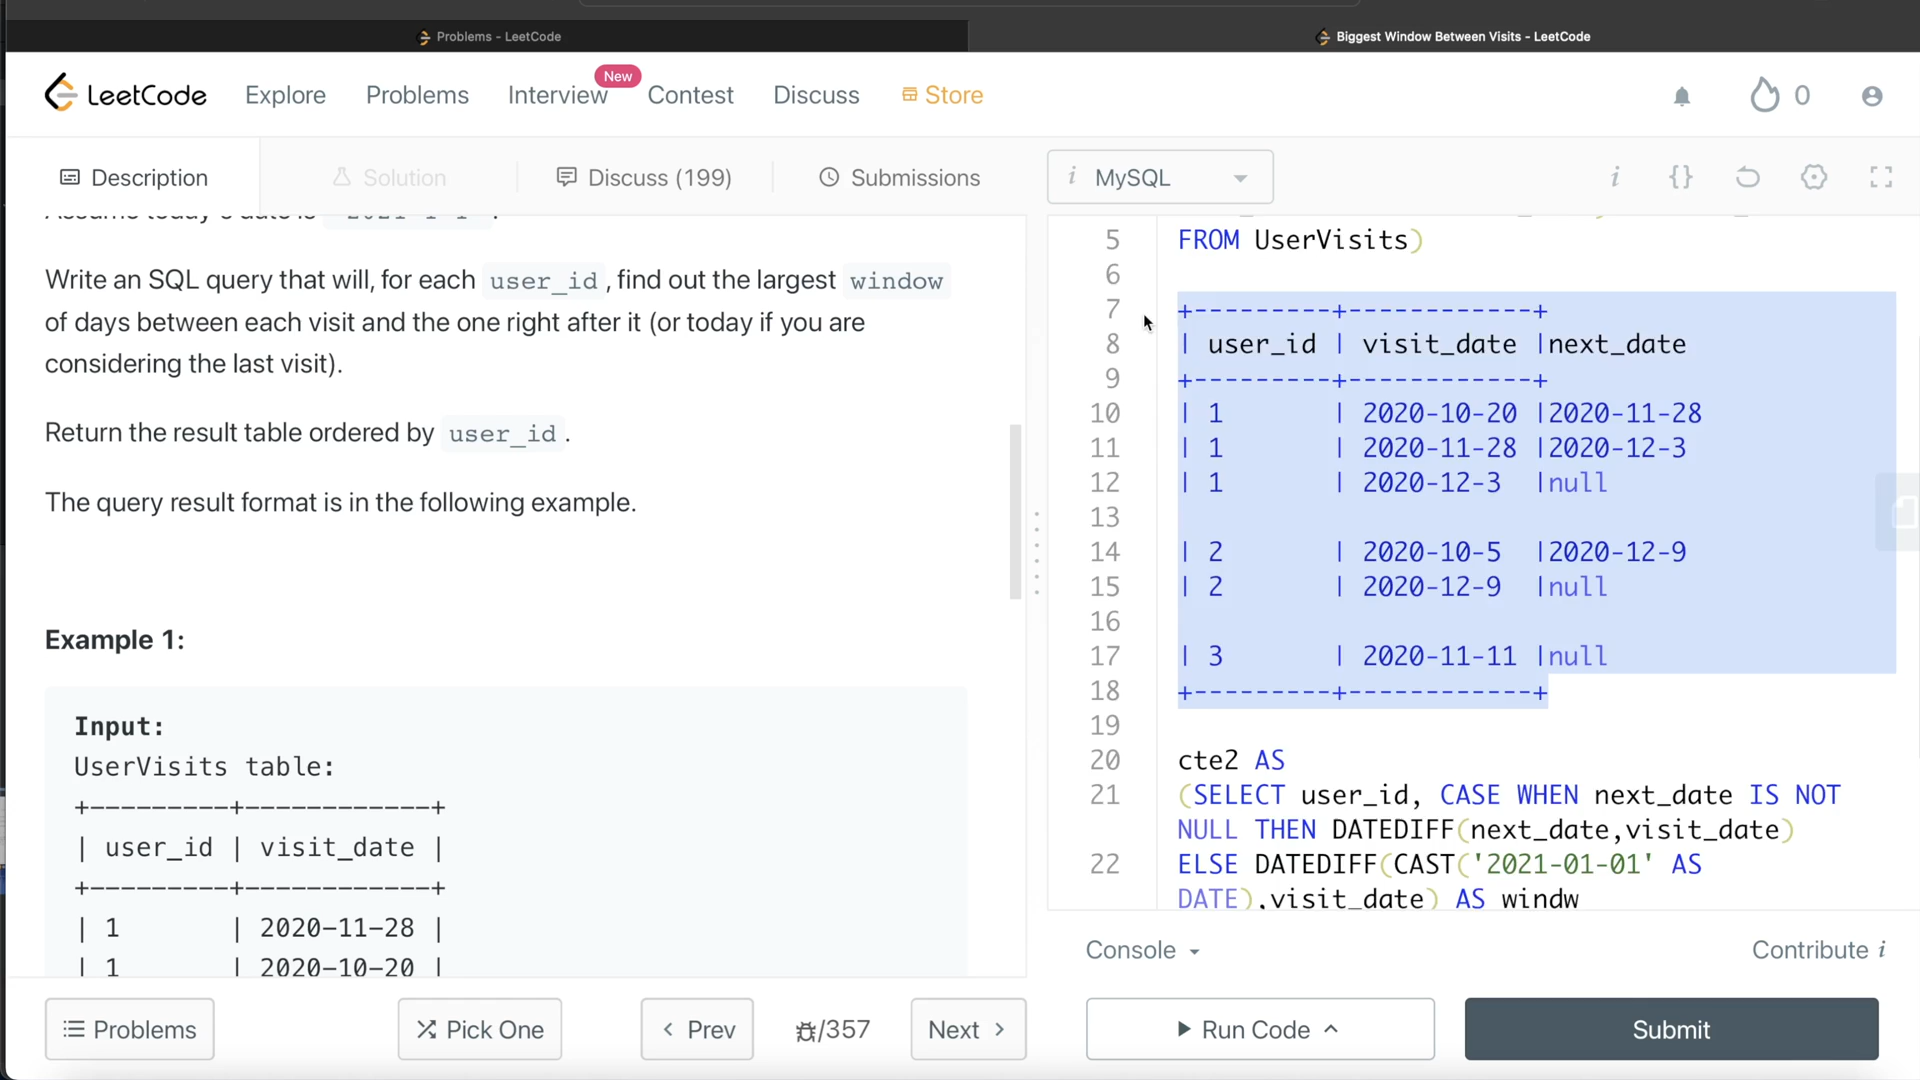 Problems - LeetCode
Biggest Window Between Visits - LeetCode
LeetCode
Explore
Problems
Interview
New
Contest
Discuss
Store
0
Description
Solution
Discuss (199)
Submissions
i MySQL
i {}
Write an SQL query that will, for each user_id, find out the largest window
of days between each visit and the one right after it (or today if you are
considering the last visit).
Return the result table ordered by user_id.
The query result format is in the following example.
Example 1:
Input:
UserVisits table:
+---------+------------+
| user_id | visit_date |
+---------+------------+
| 1       | 2020-11-28 |
| 1       | 2020-10-20 |
5 FROM UserVisits)
6
7 +---------+------------+
8 | user_id | visit_date |next_date
9 +---------+------------+
10 | 1       | 2020-10-20 |2020-11-28
11 | 1       | 2020-11-28 |2020-12-3
12 | 1       | 2020-12-3  |null
13
14 | 2       | 2020-10-5  |2020-12-9
15 | 2       | 2020-12-9  |null
16
17 | 3       | 2020-11-11 |null
18 +---------+------------+
19
20 cte2 AS
21 (SELECT user_id, CASE WHEN next_date IS NOT
NULL THEN DATEDIFF(next_date,visit_date)
22 ELSE DATEDIFF(CAST('2021-01-01' AS
DATE),visit_date) AS windw
Console
Contribute i
Problems
Pick One
Prev
/357
Next
Run Code
Submit